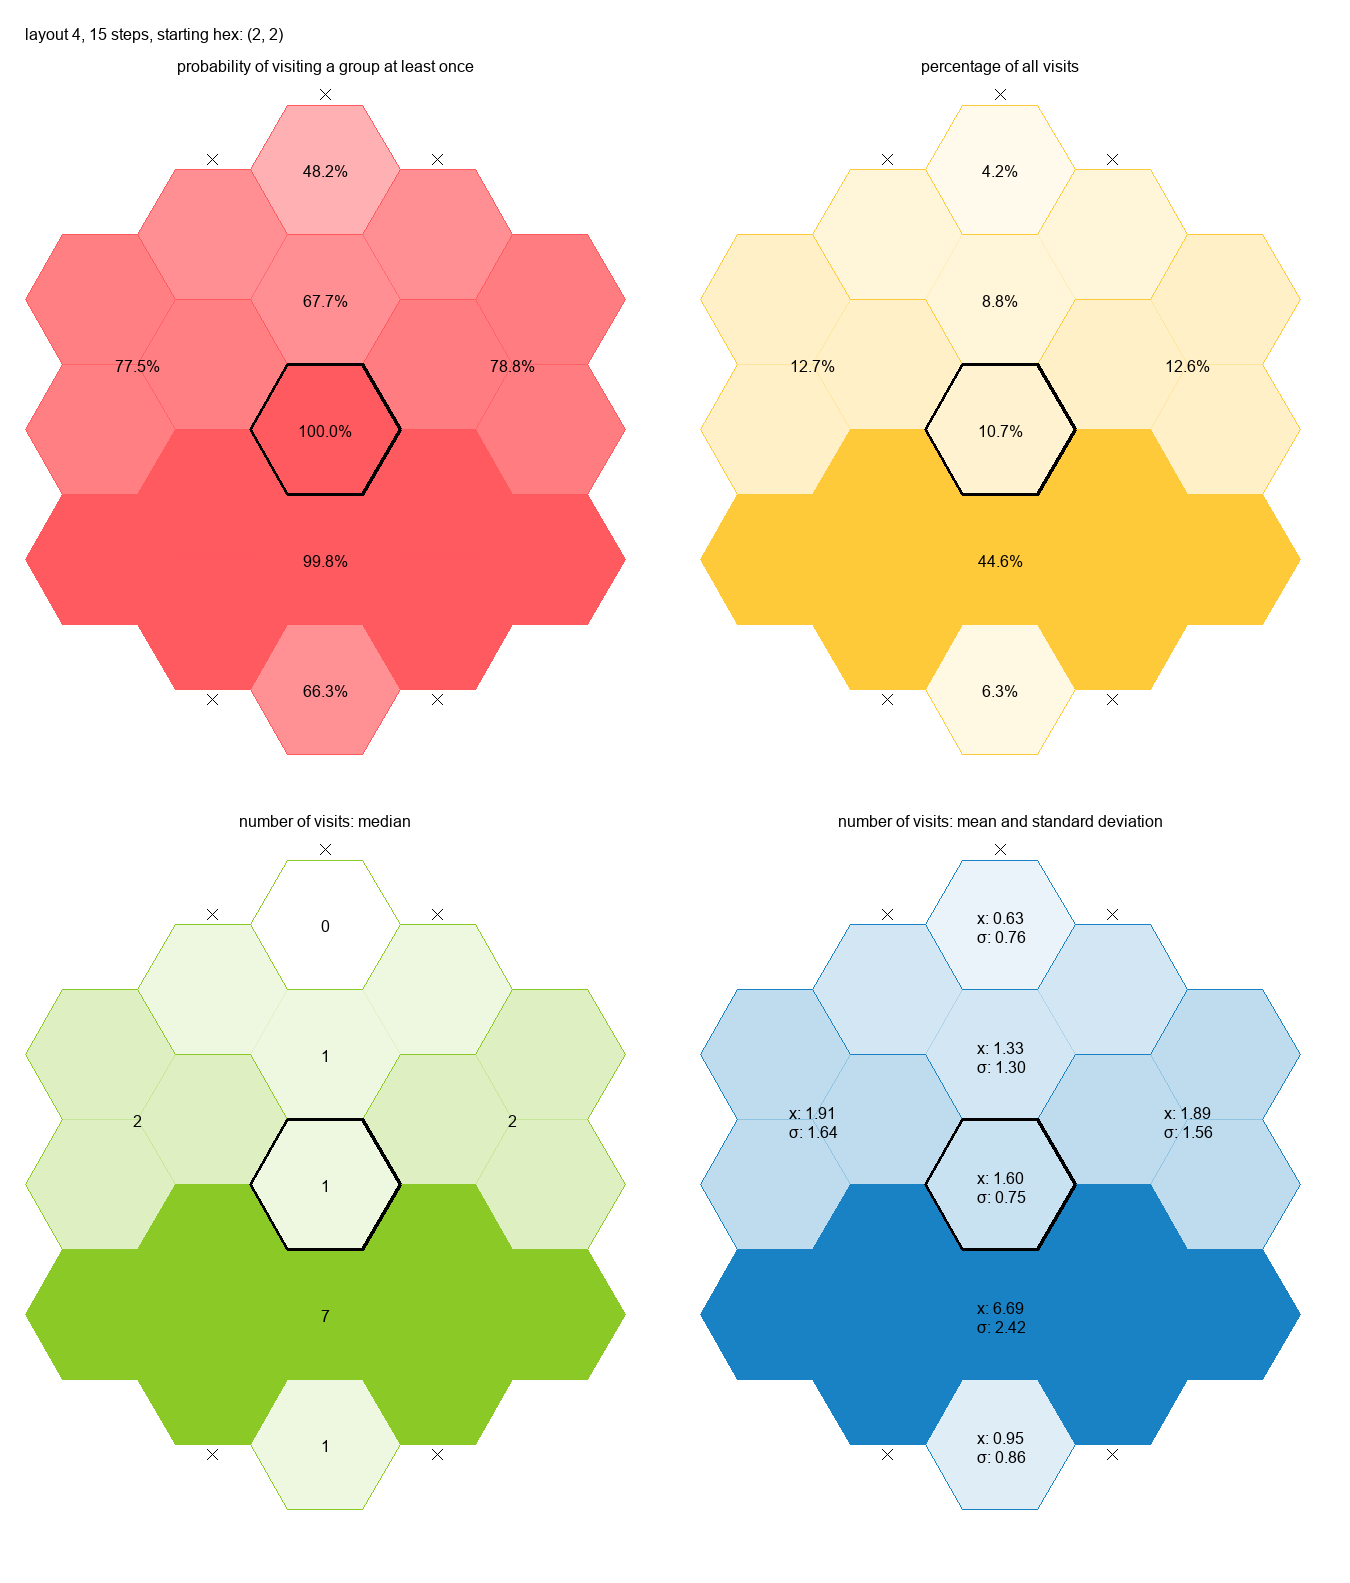 layout 4, 15 steps, starting hex: (2, 2)
probability of visiting a group at least once
48.2%
67.7%
77.5%
78.8%
100.0%
99.8%
66.3%
percentage of all visits
4.2%
8.8%
12.7%
12.6%
10.7%
44.6%
6.3%
number of visits: median
0
1
2
2
1
7
1
number of visits: mean and standard deviation
x: 0.63
σ: 0.76
x: 1.33
σ: 1.30
x: 1.91
σ: 1.64
x: 1.89
σ: 1.56
x: 1.60
σ: 0.75
x: 6.69
σ: 2.42
x: 0.95
σ: 0.86